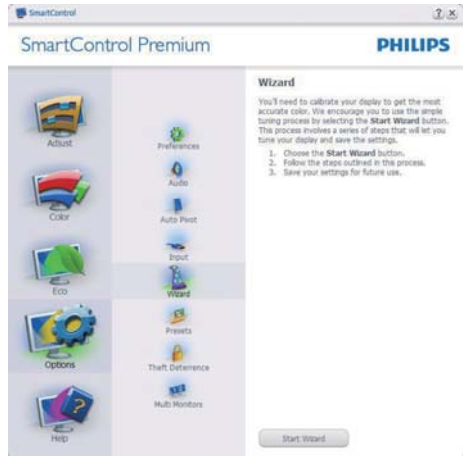 SmartControl
SmartControl Premium
PHILIPS
Adjust
Color
Eco
Options
Help
Preferences
Audio
Auto Pivot
Input
Wizard
Presets
Theft Deterrence
Multi Monitors
Wizard
You'll need to calibrate your display to get the most
accurate color. We encourage you to use the simple
tuning process by selecting the Start Wizard button.
This process involves a series of steps that will let you
tune your display and save the settings.
1. Choose the Start Wizard button.
2. Follow the steps outlined in this process.
3. Save your settings for future use.
Start Wizard